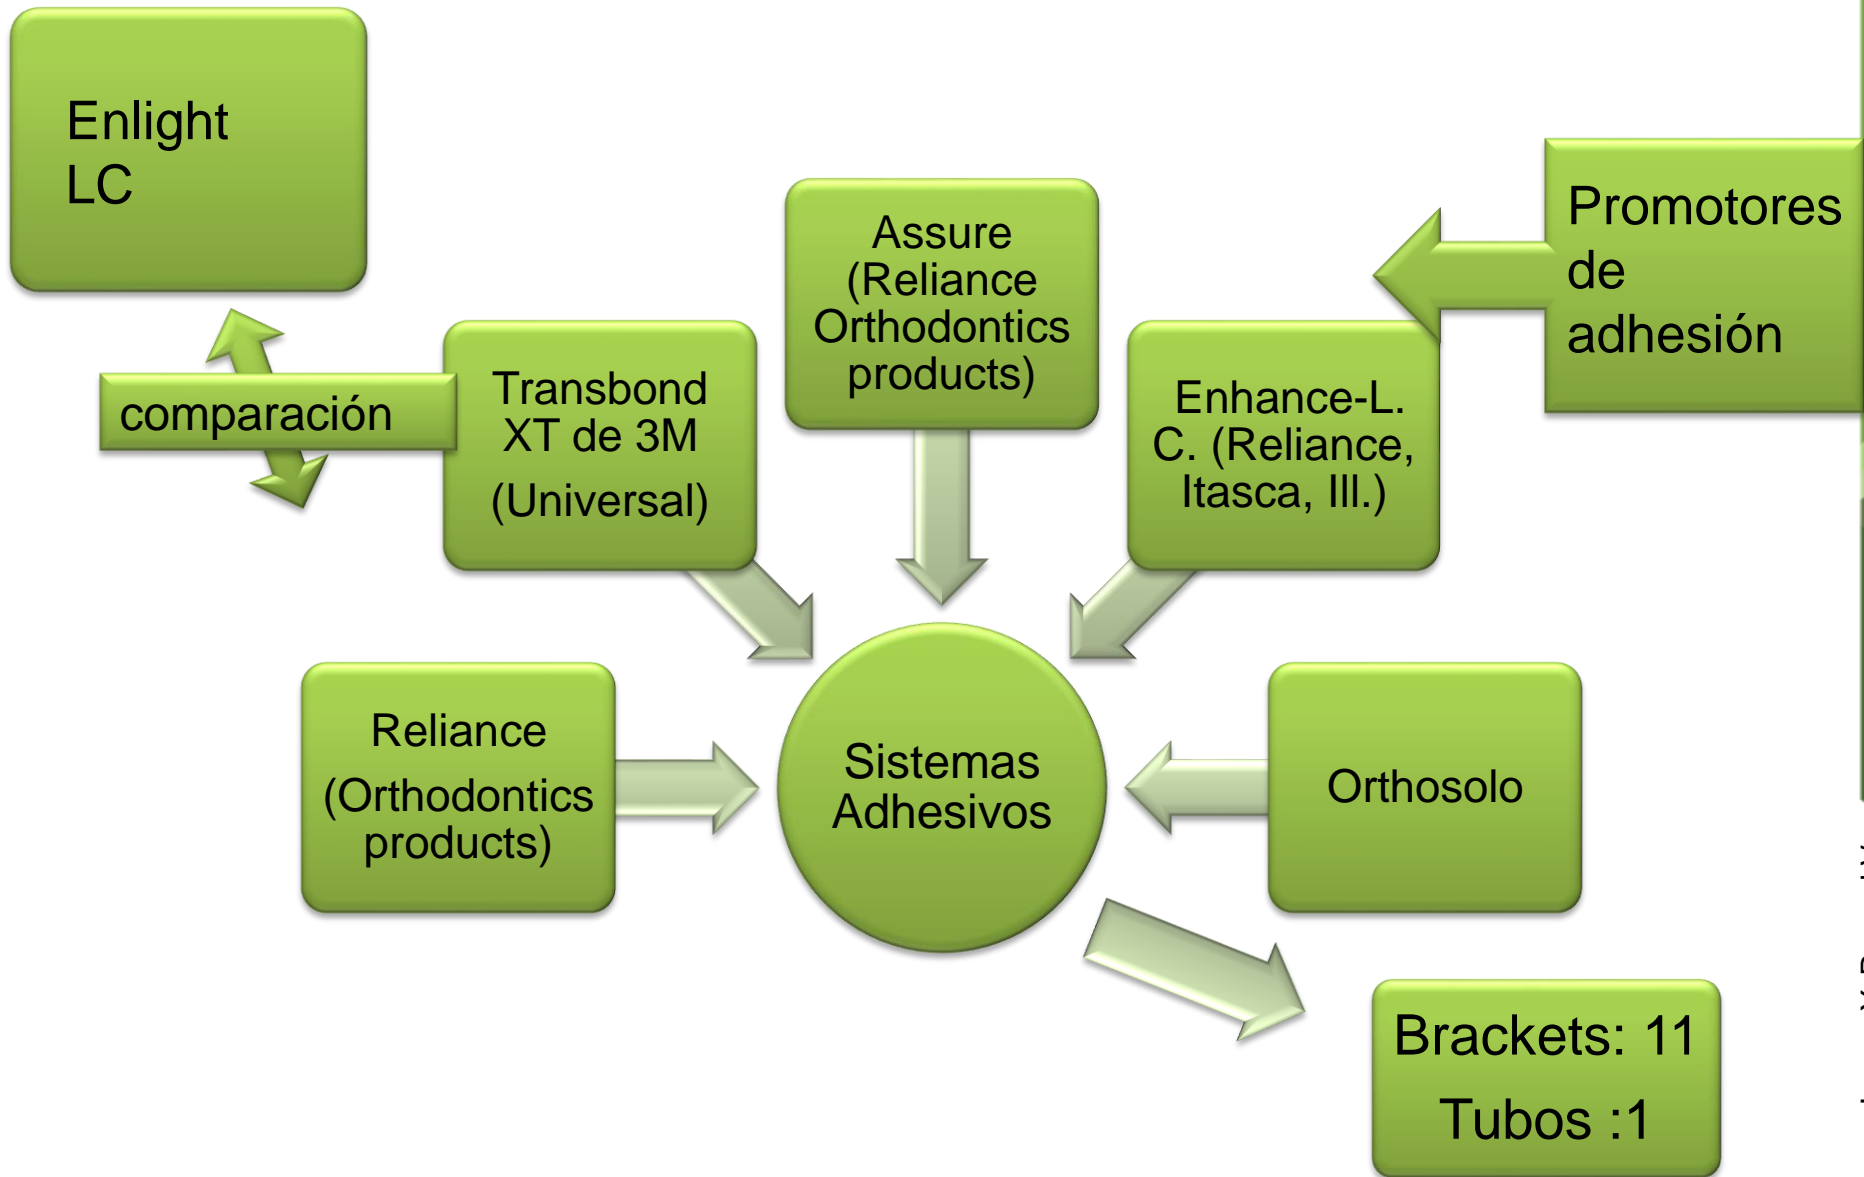 Enlight
LC
comparación
Transbond
XT de 3M
(Universal)
Assure
(Reliance
Orthodontics
products)
Enhance-L.
C. (Reliance,
Itasca, Ill.)
Promotores
de
adhesión
Reliance
(Orthodontics
products)
Sistemas
Adhesivos
Orthosolo
Brackets: 11
Tubos :1